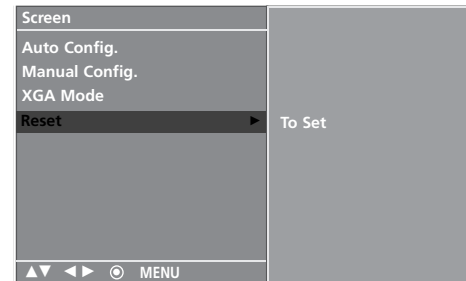 Screen
Auto Config.
Manual Config.
XGA Mode
Reset ►
To Set
▲▼ ◄► ◉ MENU